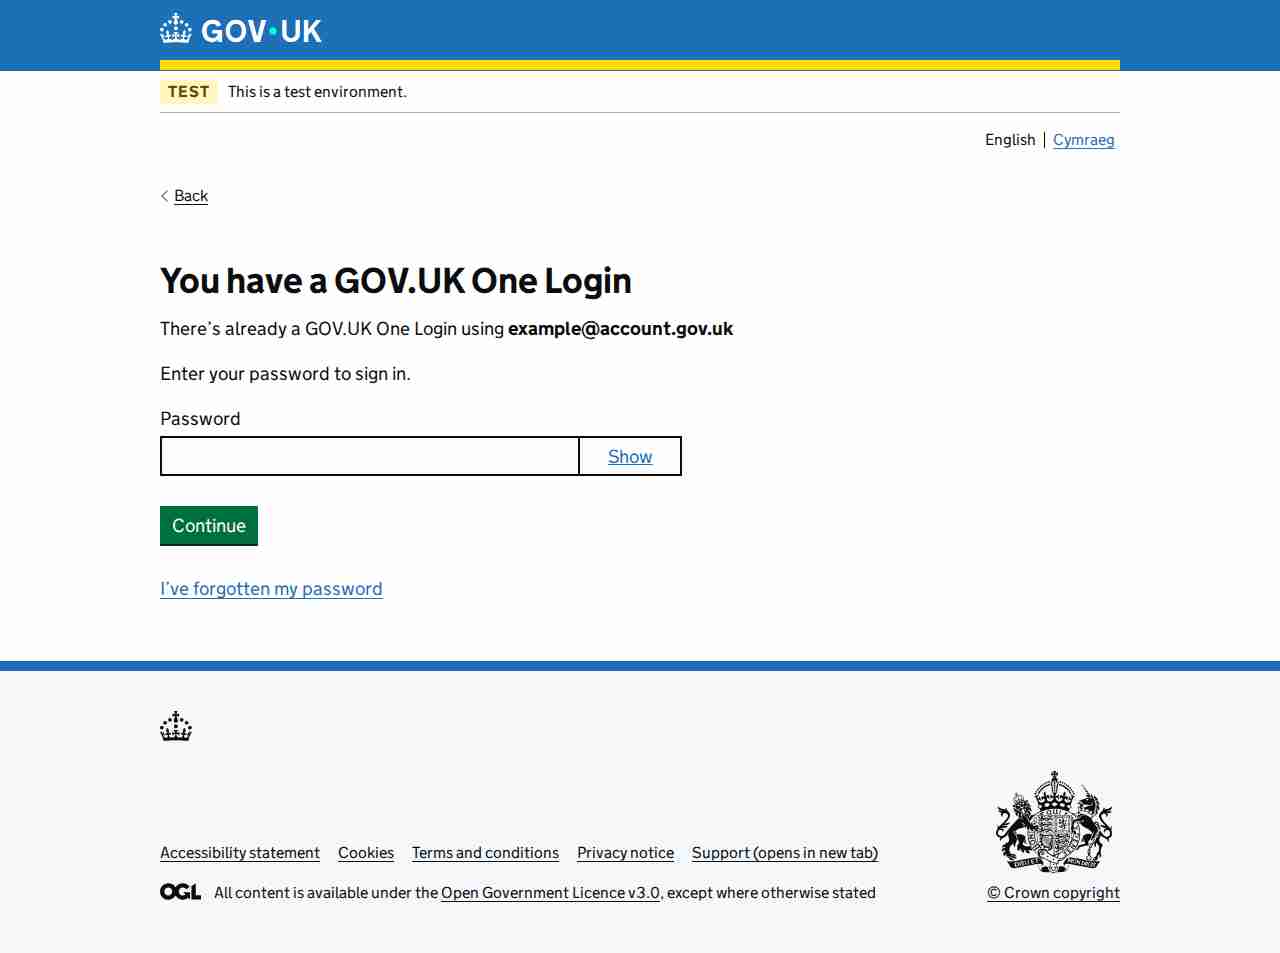 GOV.UK
TEST This is a test environment.
English Cymraeg
Back
You have a GOV.UK One Login
There’s already a GOV.UK One Login using example@account.gov.uk
Enter your password to sign in.
Password
Show
Continue
I’ve forgotten my password
Accessibility statement Cookies Terms and conditions Privacy notice Support (opens in new tab)
OGL All content is available under the Open Government Licence v3.0, except where otherwise stated
© Crown copyright